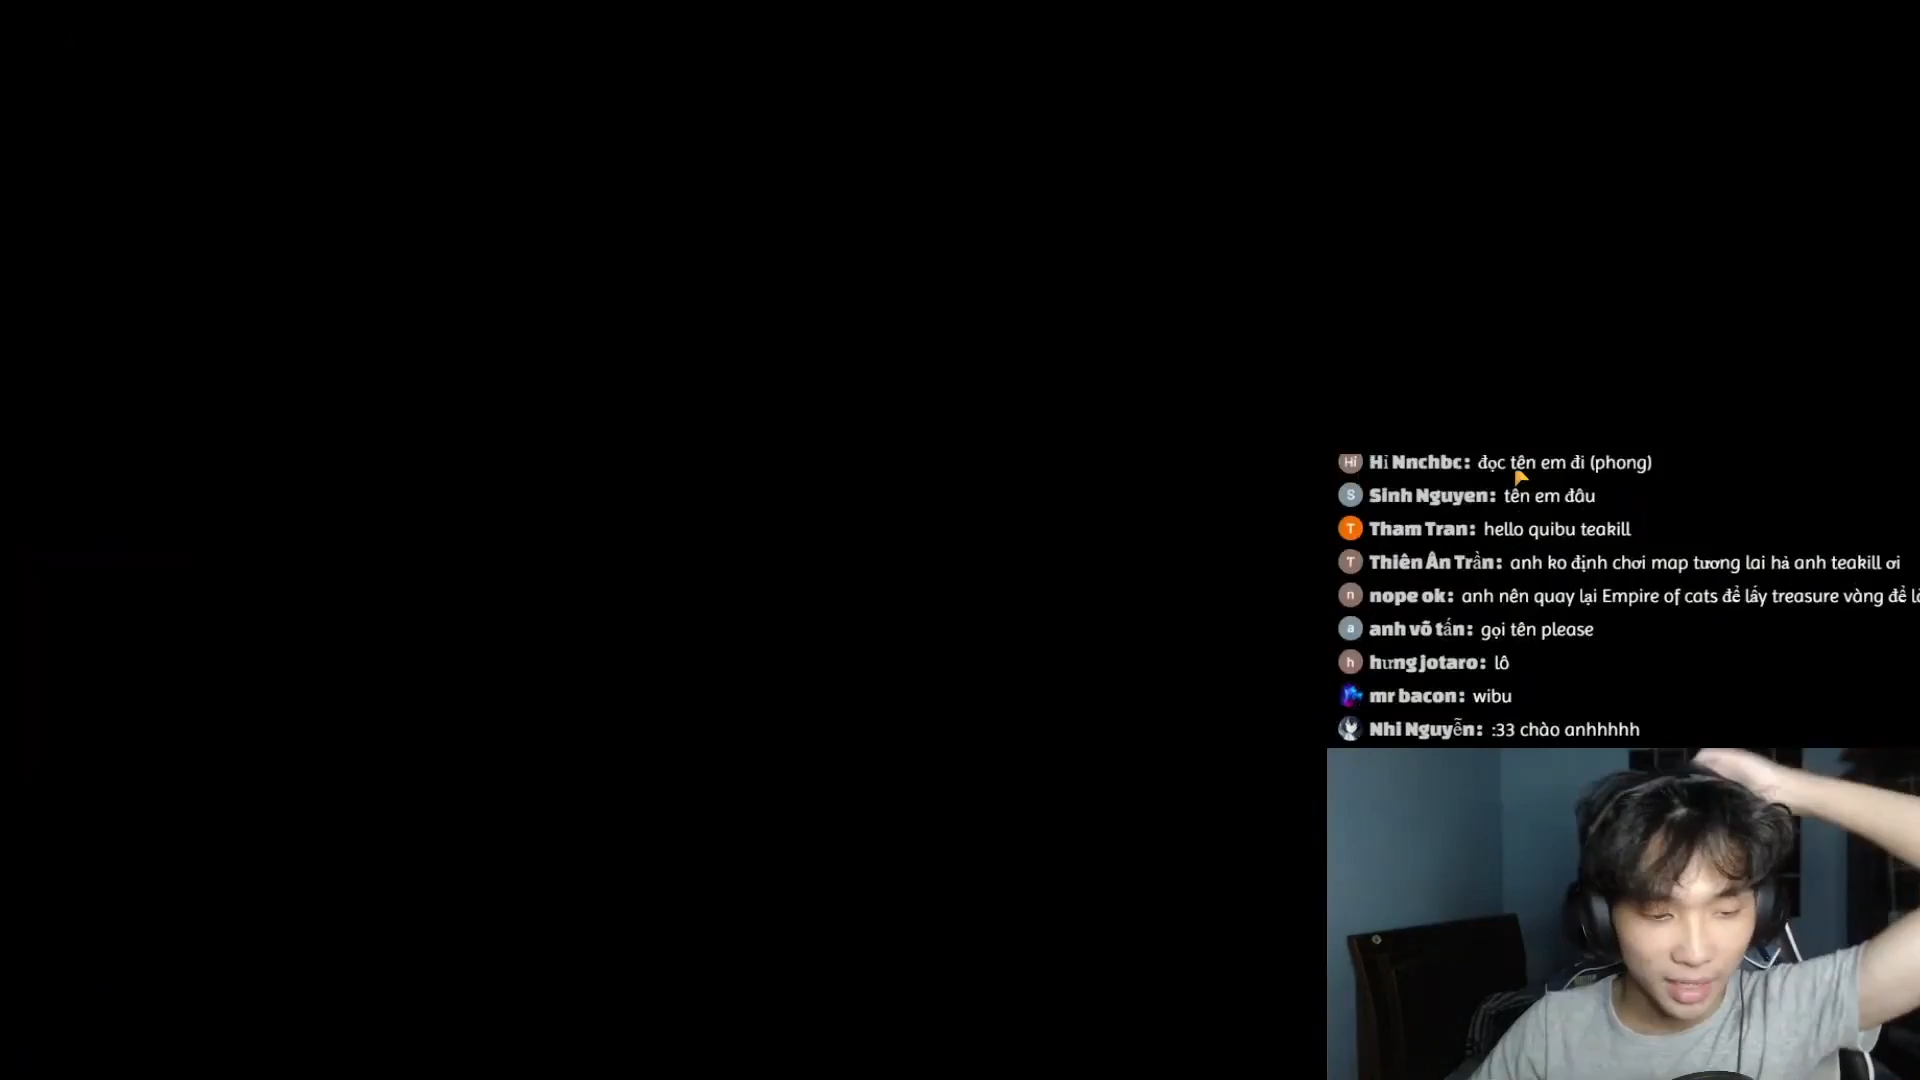 Hỉ Nnchbc: đọc tên em đi (phong)
Sinh Nguyen: tên em đâu
Tham Tran: hello quibu teakill
Thiên Ân Trần: anh ko định chơi map tương lai hả anh teakill ơi
nope ok: anh nên quay lại Empire of cats để lấy treasure vàng để
anh võ tấn: gọi tên please
hưng jotaro: lô
mr bacon: wibu
Nhi Nguyễn: :33 chào anhhhhh